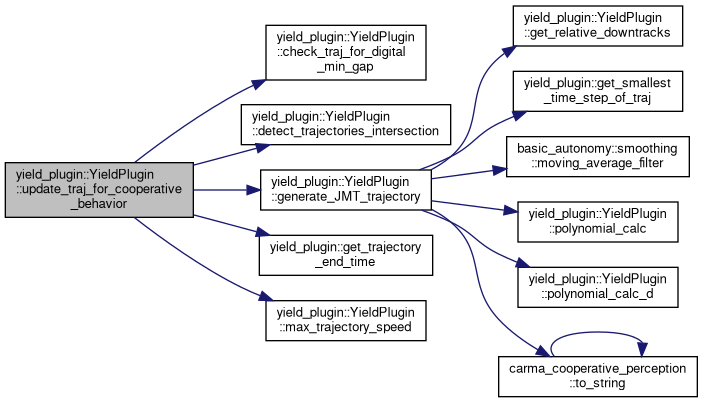 yield_plugin::YieldPlugin
::update_traj_for_cooperative
_behavior
yield_plugin::YieldPlugin
::check_traj_for_digital
_min_gap
yield_plugin::YieldPlugin
::detect_trajectories_intersection
yield_plugin::YieldPlugin
::generate_JMT_trajectory
yield_plugin::get_trajectory
_end_time
yield_plugin::YieldPlugin
::max_trajectory_speed
yield_plugin::YieldPlugin
::get_relative_downtracks
yield_plugin::get_smallest
_time_step_of_traj
basic_autonomy::smoothing
::moving_average_filter
yield_plugin::YieldPlugin
::polynomial_calc
yield_plugin::YieldPlugin
::polynomial_calc_d
carma_cooperative_perception
::to_string